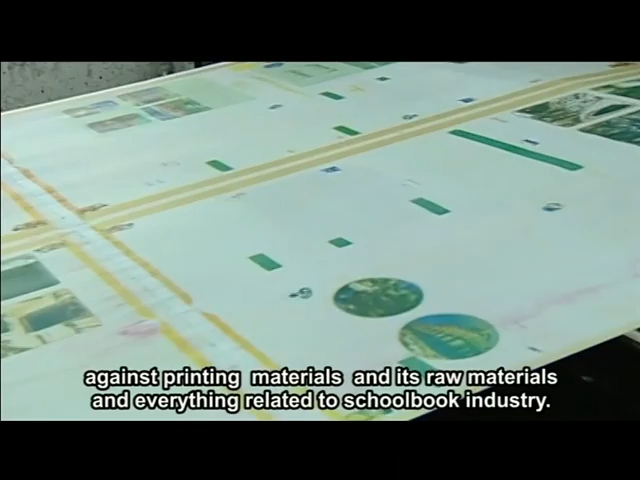 against printing materials and its raw materials
and everything related to schoolbook industry.